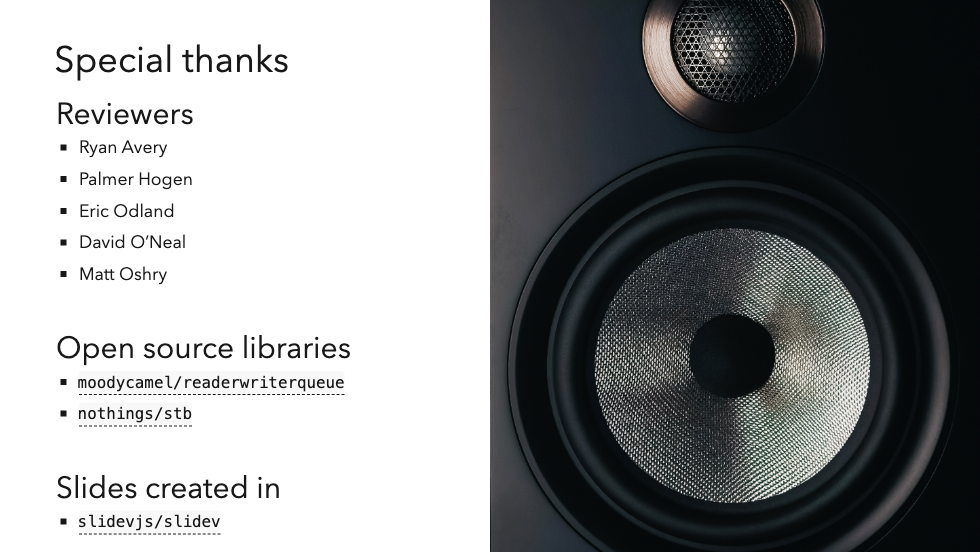 Special thanks
Reviewers
Ryan Avery
Palmer Hogen
Eric Odland
David O’Neal
Matt Oshry
Open source libraries
moodycamel/readerwriterqueue
nothings/stb
Slides created in
slidevjs/slidev